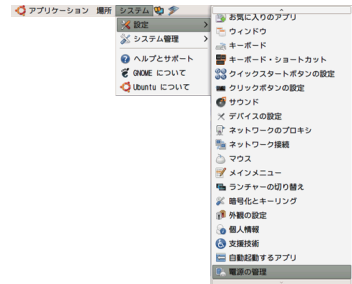 アプリケーション 場所 システム
設定
システム管理
ヘルプとサポート
GNOME について
Ubuntu について
お気に入りのアプリ
ウィンドウ
キーボード
キーボード・ショートカット
クイックスタートボタンの設定
クリックボタンの設定
サウンド
デバイスの設定
ネットワークのプロキシ
ネットワーク接続
マウス
メインメニュー
ランチャーの切り替え
暗号化とキーリング
外観の設定
個人情報
支援技術
自動起動するアプリ
電源の管理